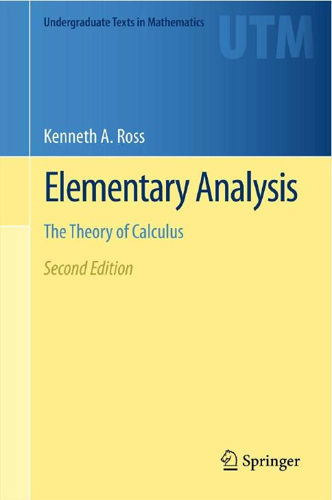 Undergraduate Texts in Mathematics
UTM
Kenneth A. Ross
Elementary Analysis
The Theory of Calculus
Second Edition
Springer